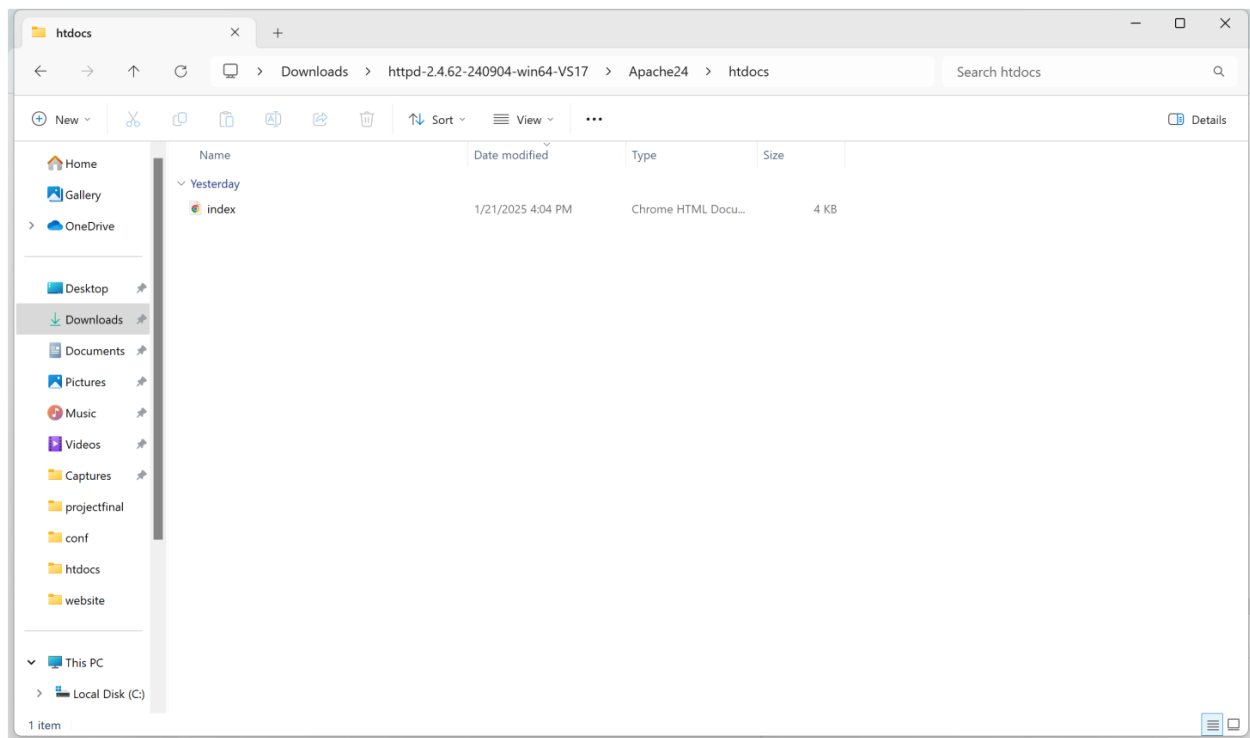 htdocs
Downloads > httpd-2.4.62-240904-win64-VS17 > Apache24 > htdocs
Search htdocs
New
Sort
View
Details
Name
Date modified
Type
Size
Home
Gallery
OneDrive
Desktop
Downloads
Documents
Pictures
Music
Videos
Captures
projectfinal
conf
htdocs
website
This PC
Local Disk (C:)
Yesterday
index 1/21/2025 4:04 PM Chrome HTML Docu... 4 KB
1 item